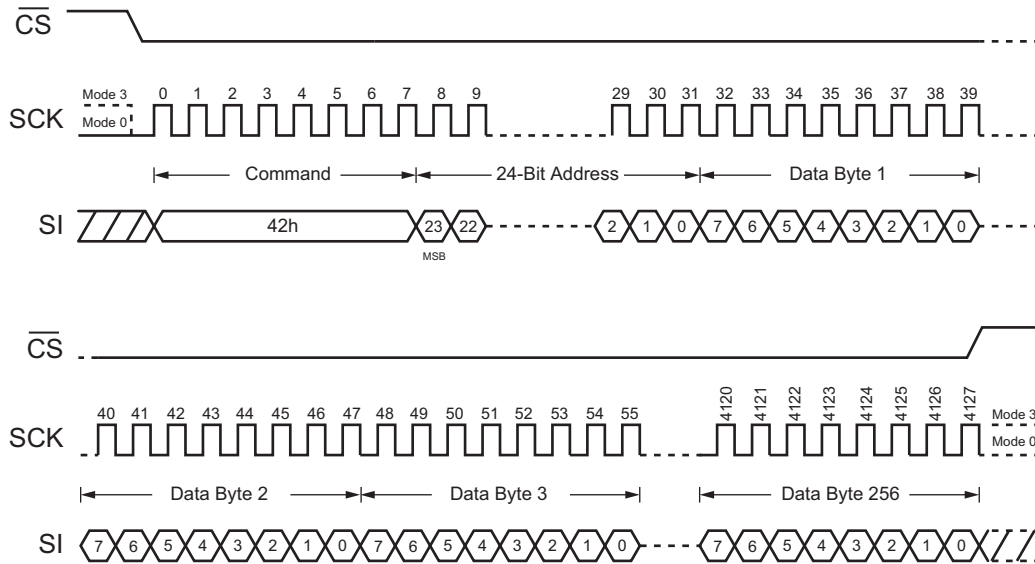 CS
Mode 3 0 1 2 3 4 5 6 7 8 9 29 30 31 32 33 34 35 36 37 38 39
SCK Mode 0
Command 24-Bit Address Data Byte 1
SI 42h 23 22 2 1 0 7 6 5 4 3 2 1 0
MSB
CS
40 41 42 43 44 45 46 47 48 49 50 51 52 53 54 55 4120 4121 4122 4123 4124 4125 4126 4127 Mode 3
SCK Mode 0
Data Byte 2 Data Byte 3 Data Byte 256
SI 7 6 5 4 3 2 1 0 7 6 5 4 3 2 1 0 7 6 5 4 3 2 1 0